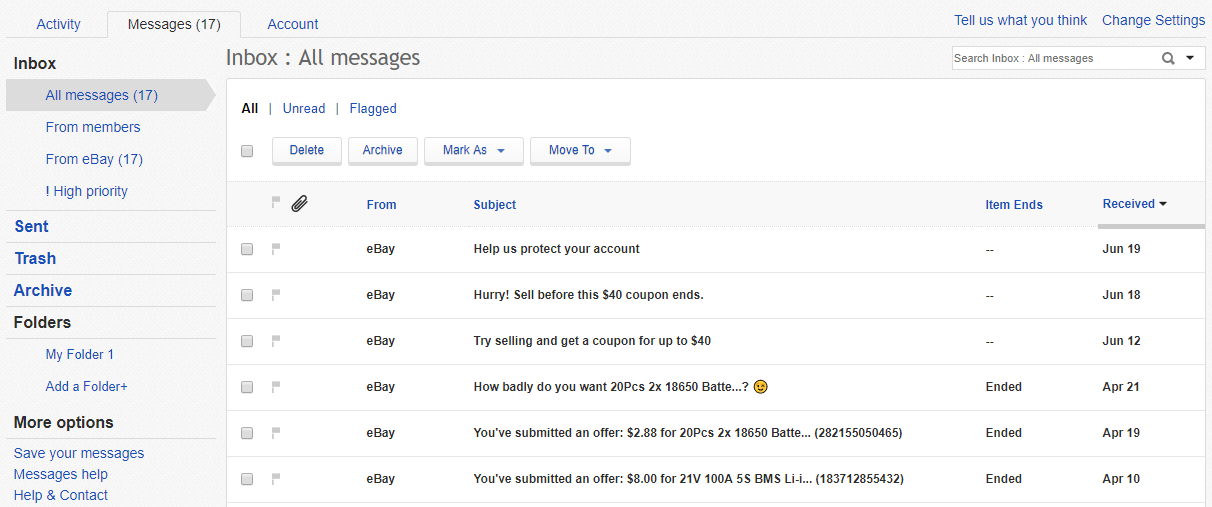 Activity
Messages (17)
Account
Tell us what you think
Change Settings
Inbox
All messages (17)
From members
From eBay (17)
! High priority
Sent
Trash
Archive
Folders
My Folder 1
Add a Folder+
More options
Save your messages
Messages help
Help & Contact
Inbox : All messages
Search Inbox : All messages
All | Unread | Flagged
Delete Archive Mark As Move To
From Subject Item Ends Received
eBay Help us protect your account -- Jun 19
eBay Hurry! Sell before this $40 coupon ends. -- Jun 18
eBay Try selling and get a coupon for up to $40 -- Jun 12
eBay How badly do you want 20Pcs 2x 18650 Batte...? 😉 Ended Apr 21
eBay You've submitted an offer: $2.88 for 20Pcs 2x 18650 Batte... (282155050465) Ended Apr 19
eBay You've submitted an offer: $8.00 for 21V 100A 5S BMS Li-i... (183712855432) Ended Apr 10